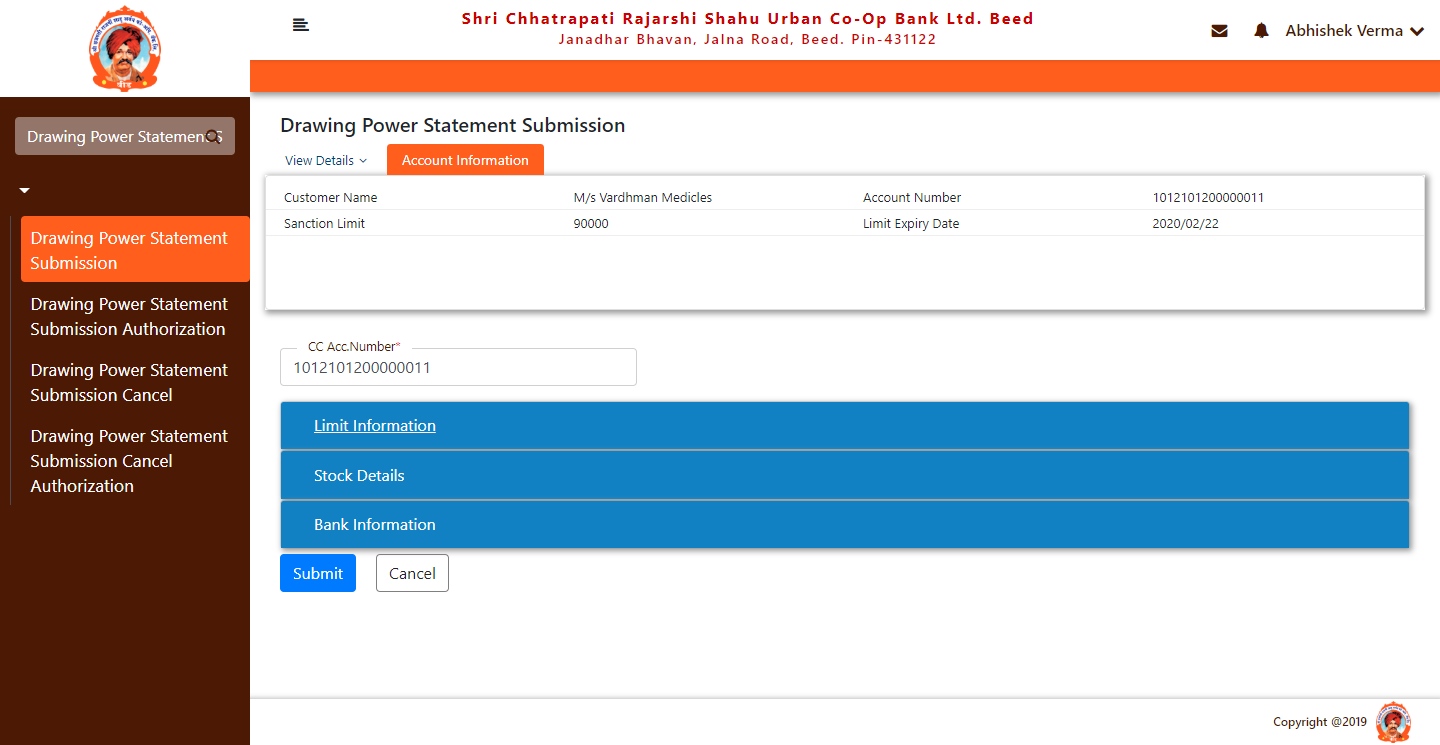 Shri Chhatrapati Rajarshi Shahu Urban Co-Op Bank Ltd. Beed
Janadhar Bhavan, Jalna Road, Beed. Pin-431122
Abhishek Verma
बीड
Drawing Power Statement S
Drawing Power Statement
Submission
Drawing Power Statement
Submission Authorization
Drawing Power Statement
Submission Cancel
Drawing Power Statement
Submission Cancel
Authorization
Drawing Power Statement Submission
View Details
Account Information
Customer Name M/s Vardhman Medicles Account Number 1012101200000011
Sanction Limit 90000 Limit Expiry Date 2020/02/22
CC Acc.Number*
1012101200000011
Limit Information
Stock Details
Bank Information
Submit Cancel
Copyright @2019